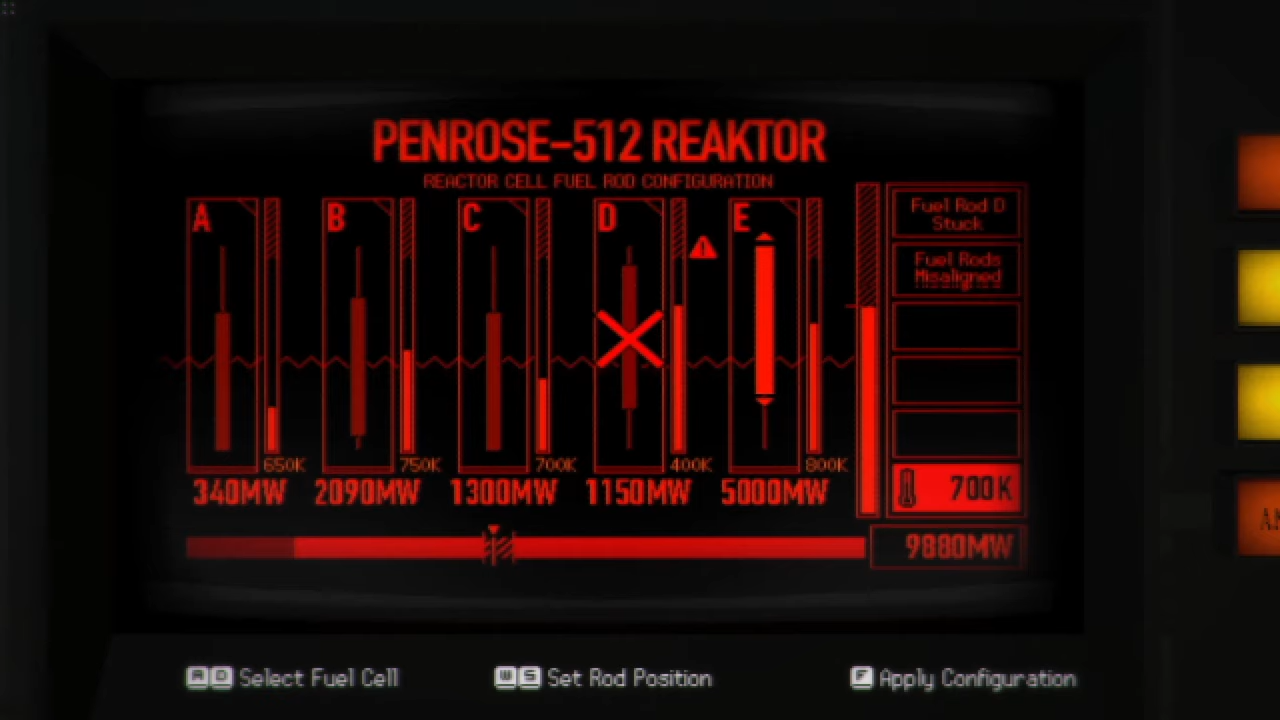 PENROSE–512 REAKTOR
REACTOR CELL FUEL ROD CONFIGURATION
A
B
C
D
E
Fuel Rod D
Stuck
Fuel Rods
Misaligned
650K
750K
700K
400K
800K
340MW
2090MW
1300MW
1150MW
5000MW
700K
9880MW
A D Select Fuel Cell
W S Set Rod Position
F Apply Configuration